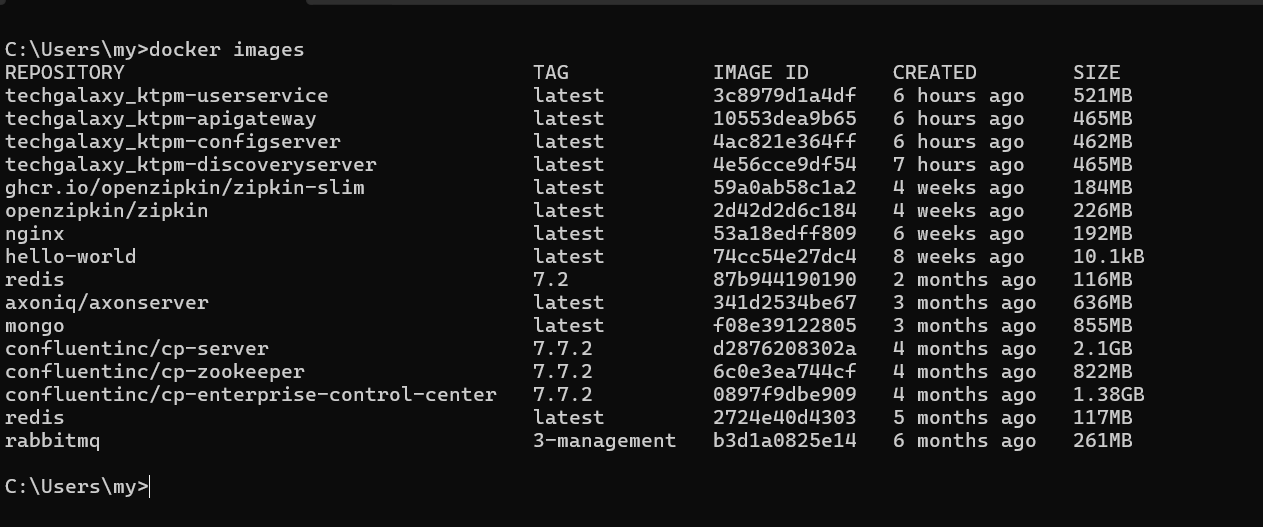 C:\Users\my>docker images
REPOSITORY TAG IMAGE ID CREATED SIZE
techgalaxy_ktpm-userservice latest 3c8979d1a4df 6 hours ago 521MB
techgalaxy_ktpm-apigateway latest 10553dea9b65 6 hours ago 465MB
techgalaxy_ktpm-configserver latest 4ac821e364ff 6 hours ago 462MB
techgalaxy_ktpm-discoveryserver latest 4e56cce9df54 7 hours ago 465MB
ghcr.io/openzipkin/zipkin-slim latest 59a0ab58c1a2 4 weeks ago 184MB
openzipkin/zipkin latest 2d42d2d6c184 4 weeks ago 226MB
nginx latest 53a18edff809 6 weeks ago 192MB
hello-world latest 74cc54e27dc4 8 weeks ago 10.1kB
redis 7.2 87b944190190 2 months ago 116MB
axoniq/axonserver latest 341d2534be67 3 months ago 636MB
mongo latest f08e39122805 3 months ago 855MB
confluentinc/cp-server 7.7.2 d2876208302a 4 months ago 2.1GB
confluentinc/cp-zookeeper 7.7.2 6c0e3ea744cf 4 months ago 822MB
confluentinc/cp-enterprise-control-center 7.7.2 0897f9dbe909 4 months ago 1.38GB
redis latest 2724e40d4303 5 months ago 117MB
rabbitmq 3-management b3d1a0825e14 6 months ago 261MB
C:\Users\my>